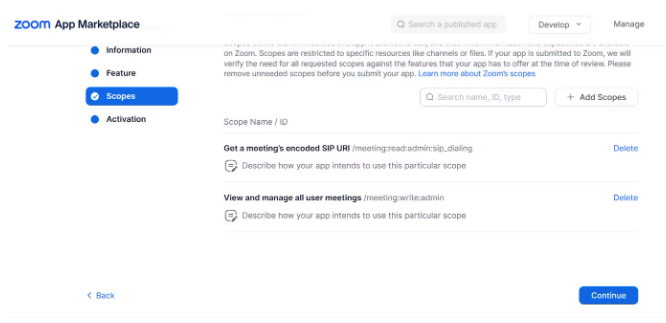 zoom App Marketplace
Search a published app
Develop
Manage
Information
Feature
Scopes
Activation
on Zoom. Scopes are restricted to specific resources like channels or files. If your app is submitted to Zoom, we will
verify the need for all requested scopes against the features that your app has to offer at the time of review. Please
remove unneeded scopes before you submit your app. Learn more about Zoom's scopes
Search name, ID, type
+ Add Scopes
Scope Name / ID
Get a meeting's encoded SIP URI /meeting:read:admin:sip_dialing
Delete
Describe how your app intends to use this particular scope
View and manage all user meetings /meeting:write:admin
Delete
Describe how your app intends to use this particular scope
< Back
Continue